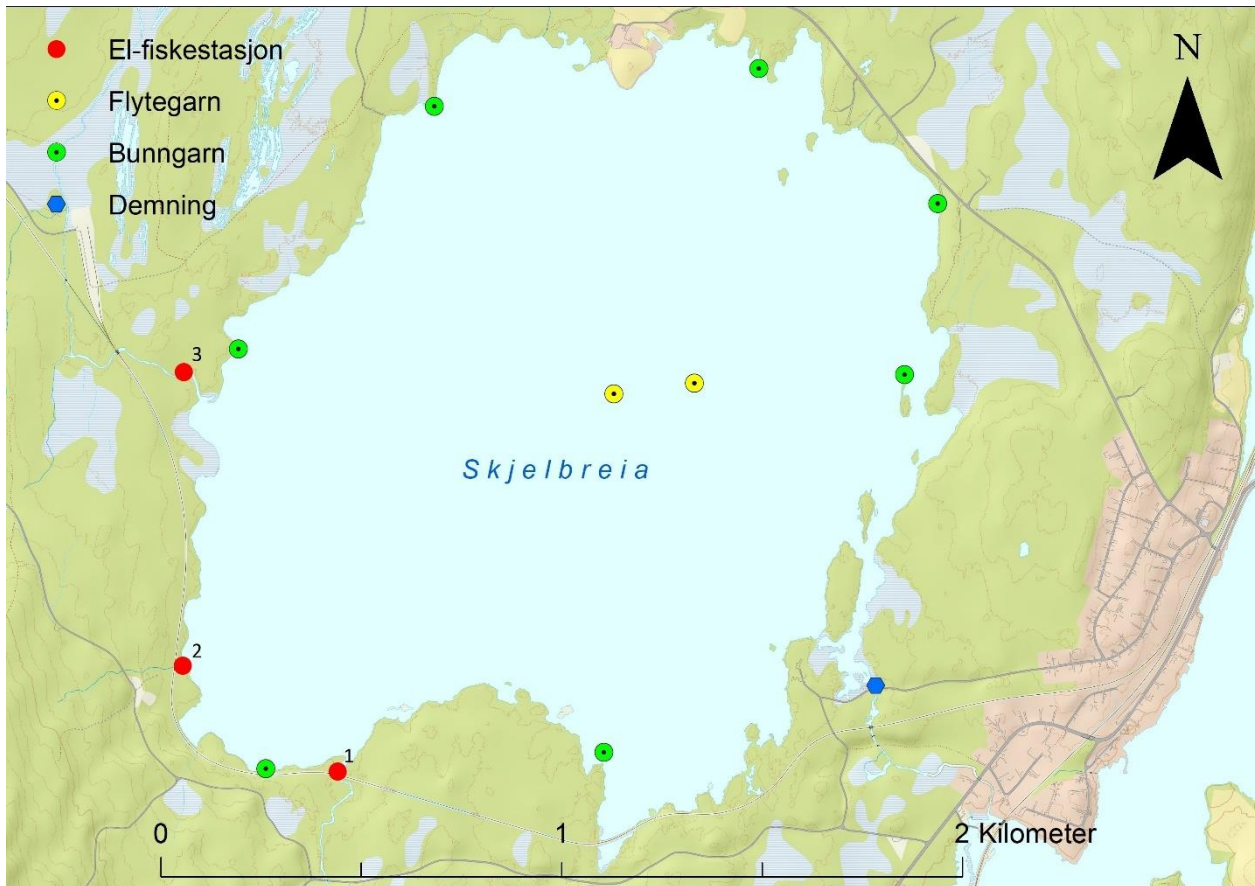 El-fiskestasjon
Flytegarn
Bunngarn
Demning
N
3
Skjelbreia
2
1
0 1 2 Kilometer